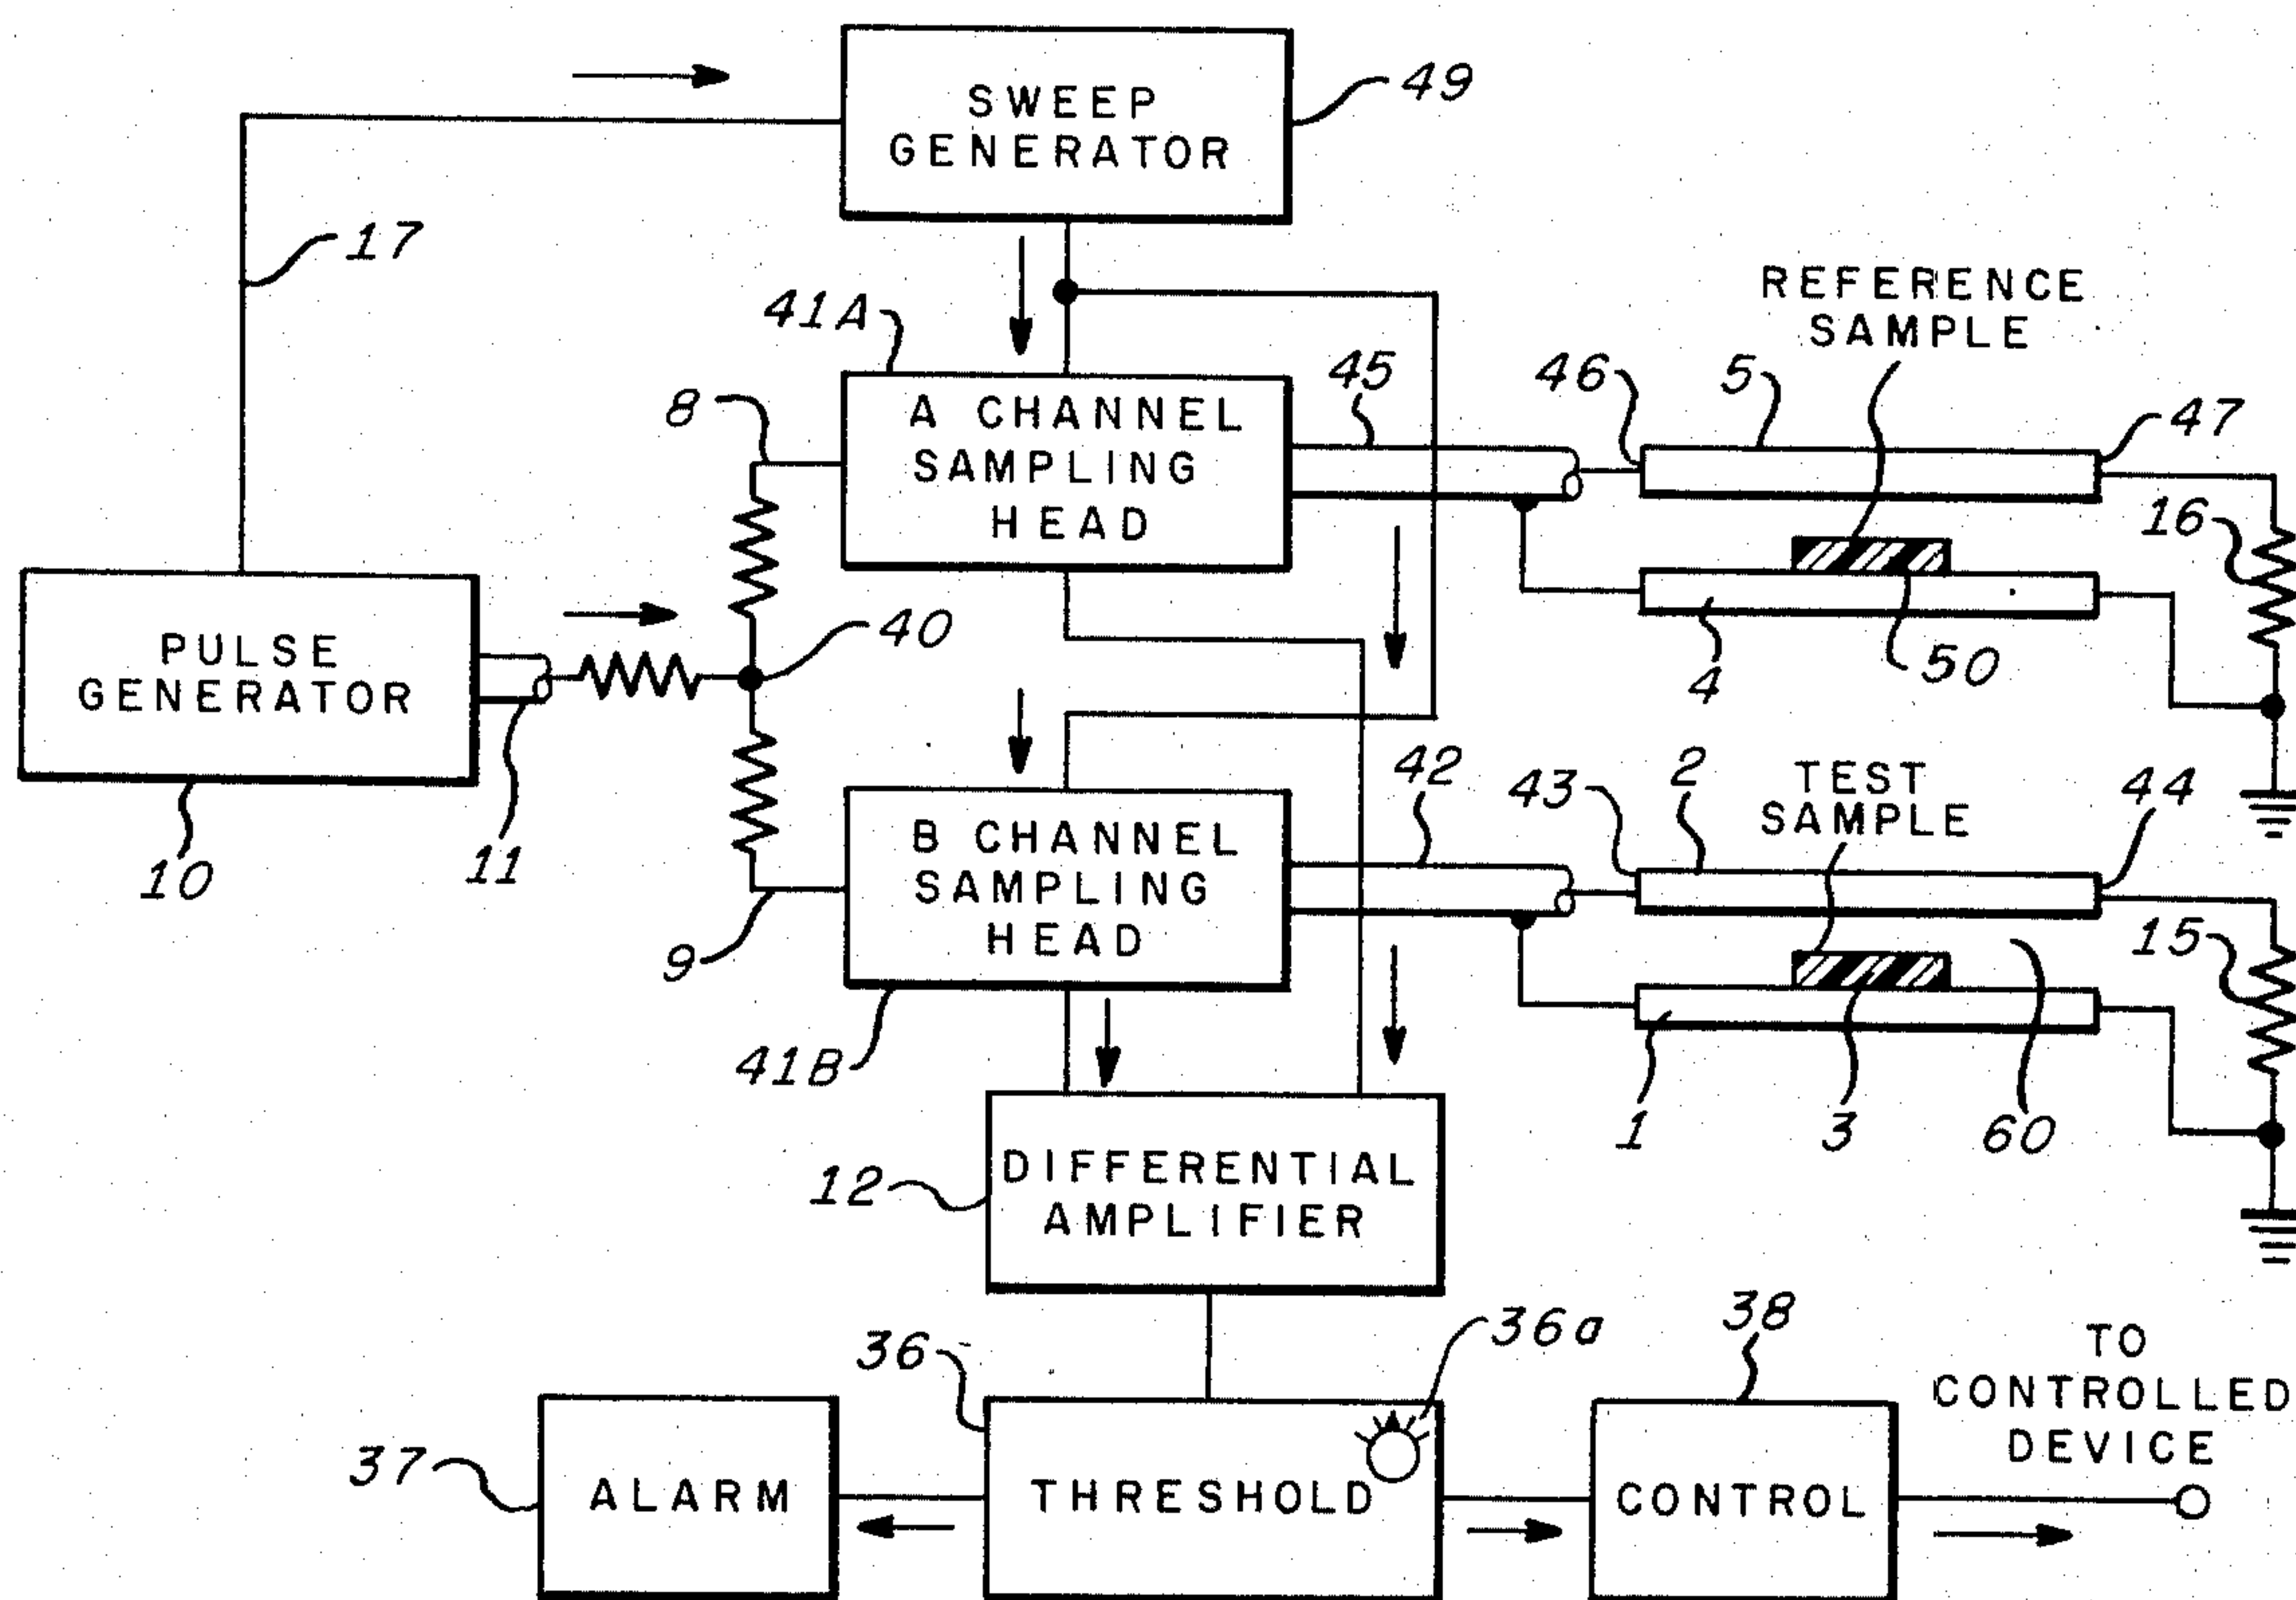 SWEEP
GENERATOR
49
17
REFERENCE
SAMPLE
41A
8
A CHANNEL
SAMPLING
HEAD
45
46
5
47
16
PULSE
GENERATOR
40
4
50
10
11
9
B CHANNEL
SAMPLING
HEAD
42
43
2
TEST
SAMPLE
44
15
41B
1
3
60
12
DIFFERENTIAL
AMPLIFIER
36
36a
38
TO
CONTROLLED
DEVICE
37
ALARM
THRESHOLD
CONTROL